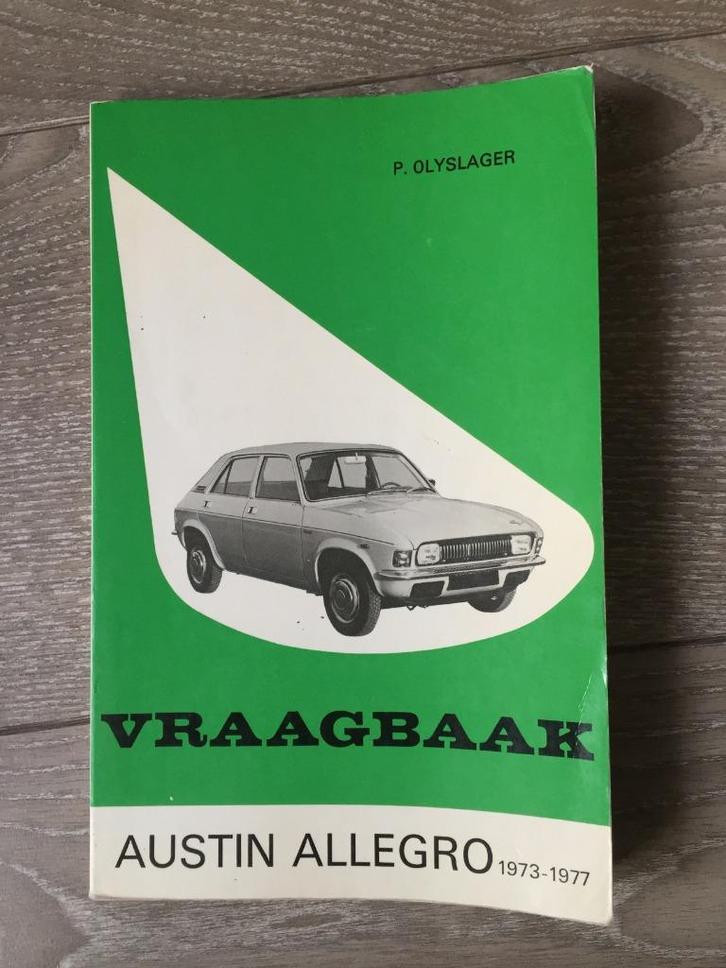 P. OLYSLAGER
VRAAGBAAK
AUSTIN ALLEGRO 1973-1977